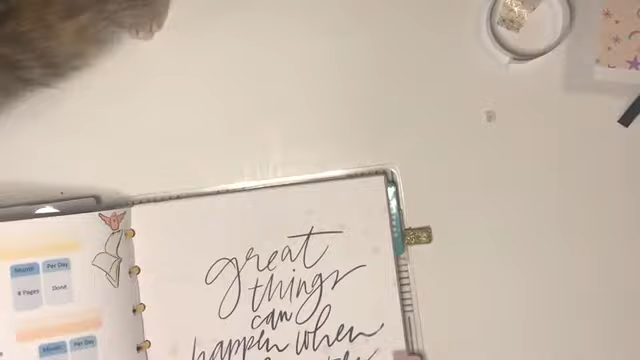 great
things
can
happen when
Month
Per Day
# Pages
Done
Month
Per Day